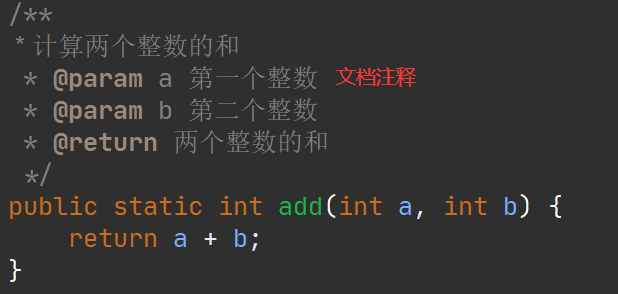 /**
* 计算两个整数的和
* @param a 第一个整数 文档注释
* @param b 第二个整数
* @return 两个整数的和
*/
public static int add(int a, int b) {
return a + b;
}